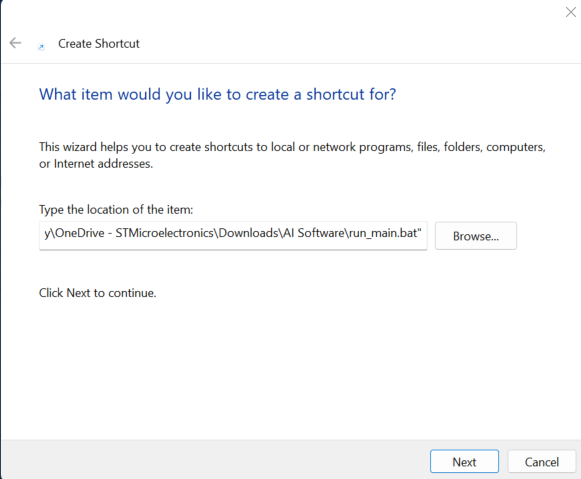 Create Shortcut
What item would you like to create a shortcut for?
This wizard helps you to create shortcuts to local or network programs, files, folders, computers,
or Internet addresses.
Type the location of the item:
y\OneDrive - STMicroelectronics\Downloads\AI Software\run_main.bat"
Browse...
Click Next to continue.
Next
Cancel